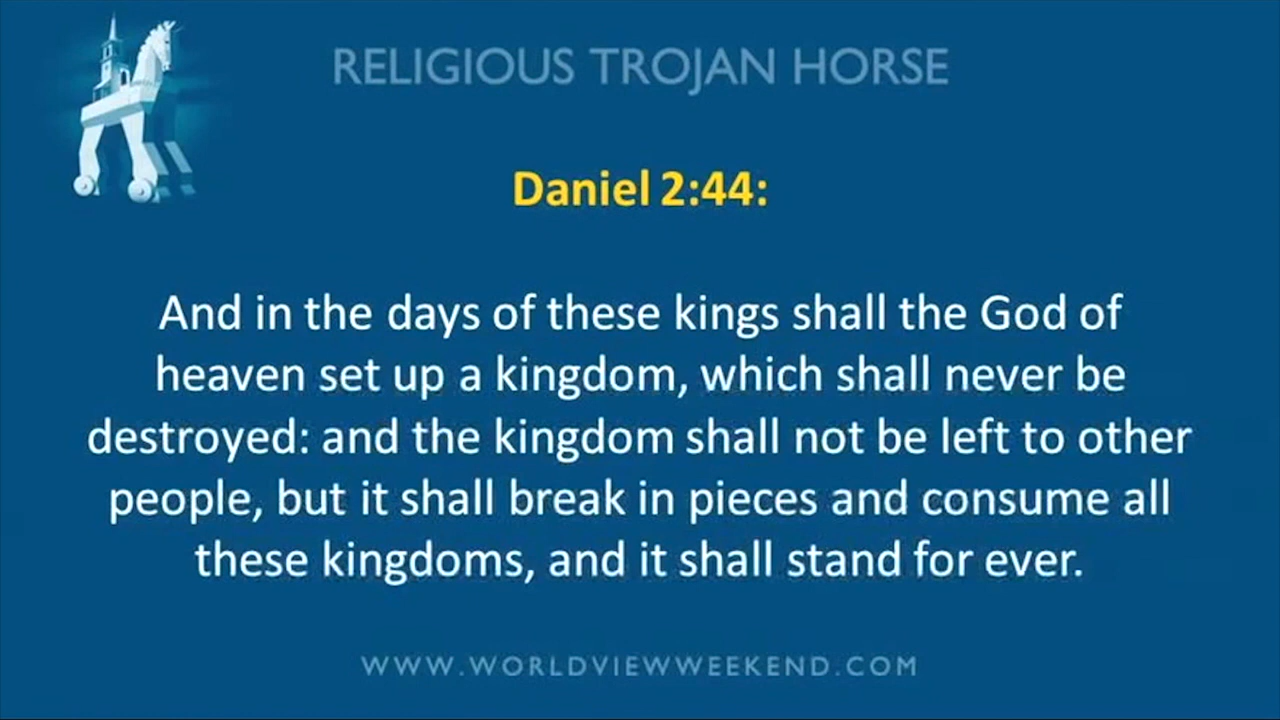 RELIGIOUS TROJAN HORSE
Daniel 2:44:
And in the days of these kings shall the God of
heaven set up a kingdom, which shall never be
destroyed: and the kingdom shall not be left to other
people, but it shall break in pieces and consume all
these kingdoms, and it shall stand for ever.
WWW.WORLDVIEWWEEKEND.COM